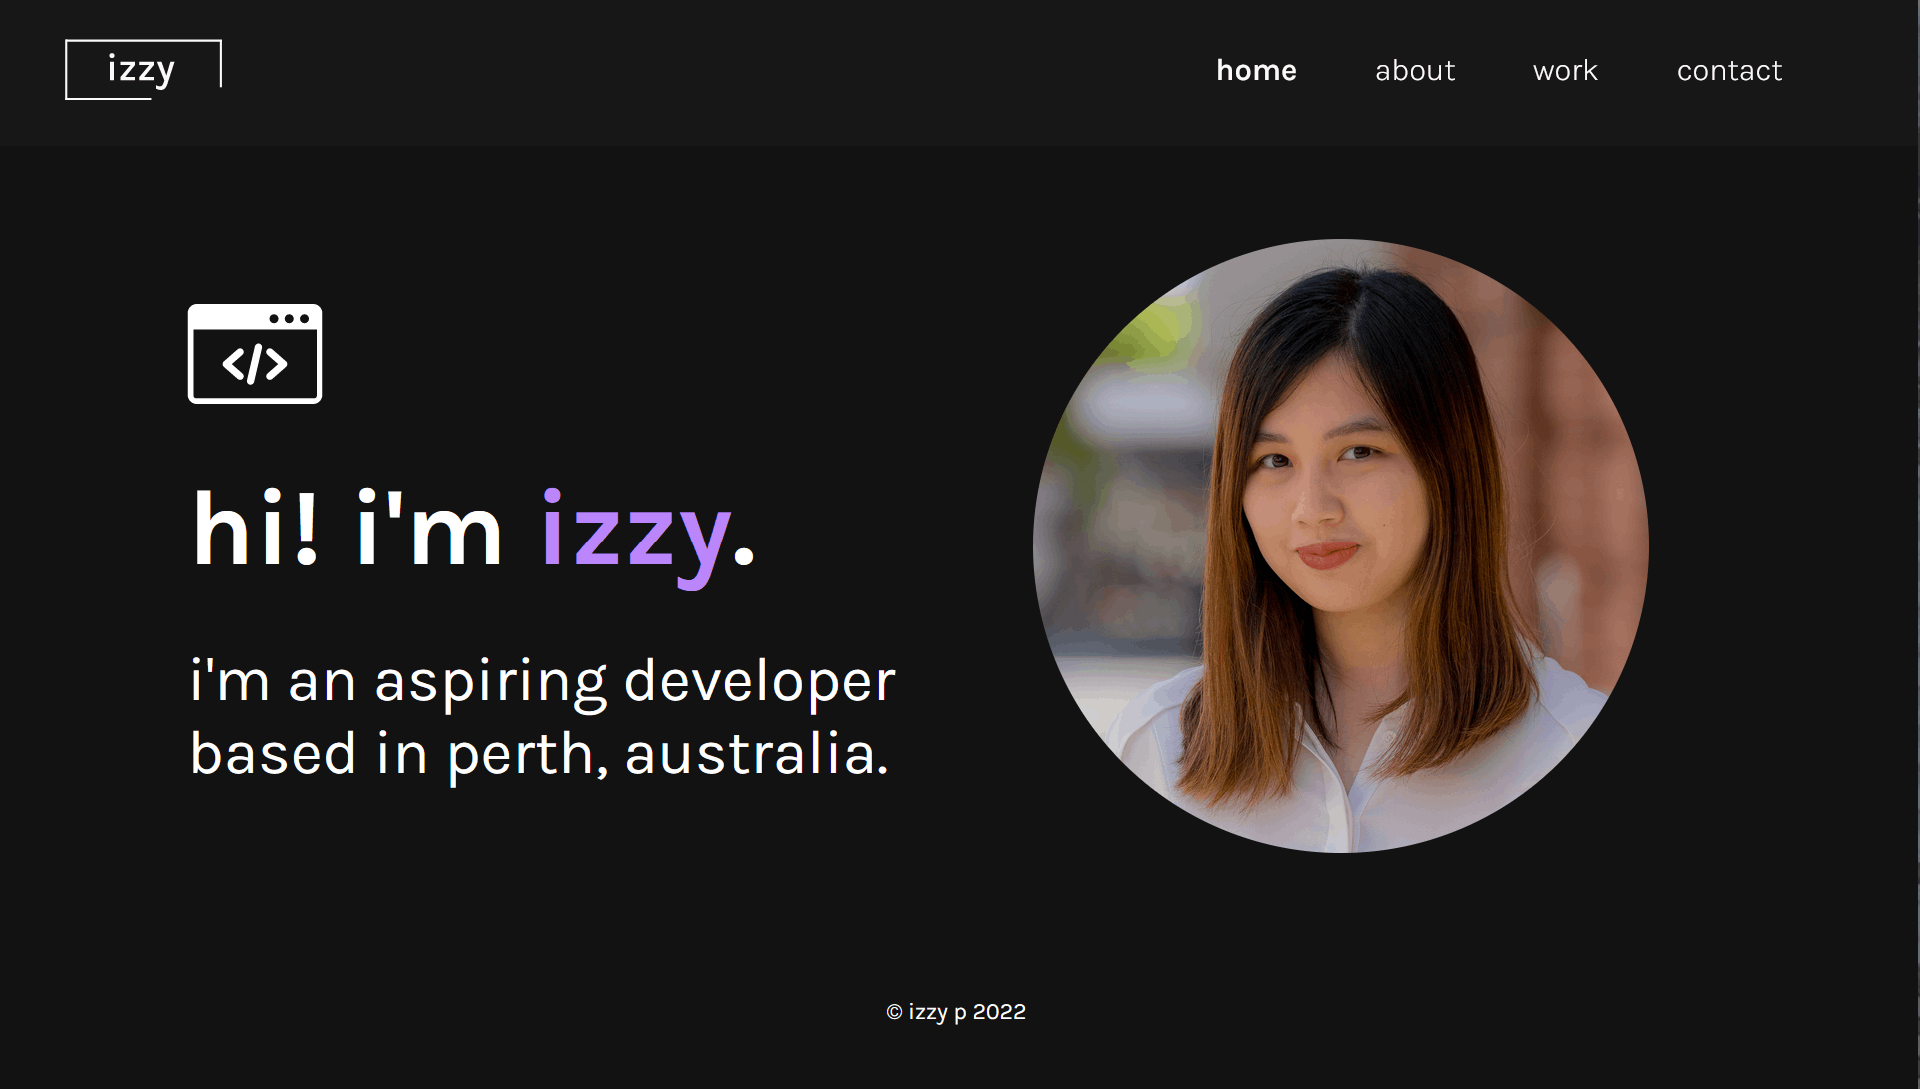 izzy
home about work contact
</>
hi! i'm izzy.
i'm an aspiring developer
based in perth, australia.
© izzy p 2022